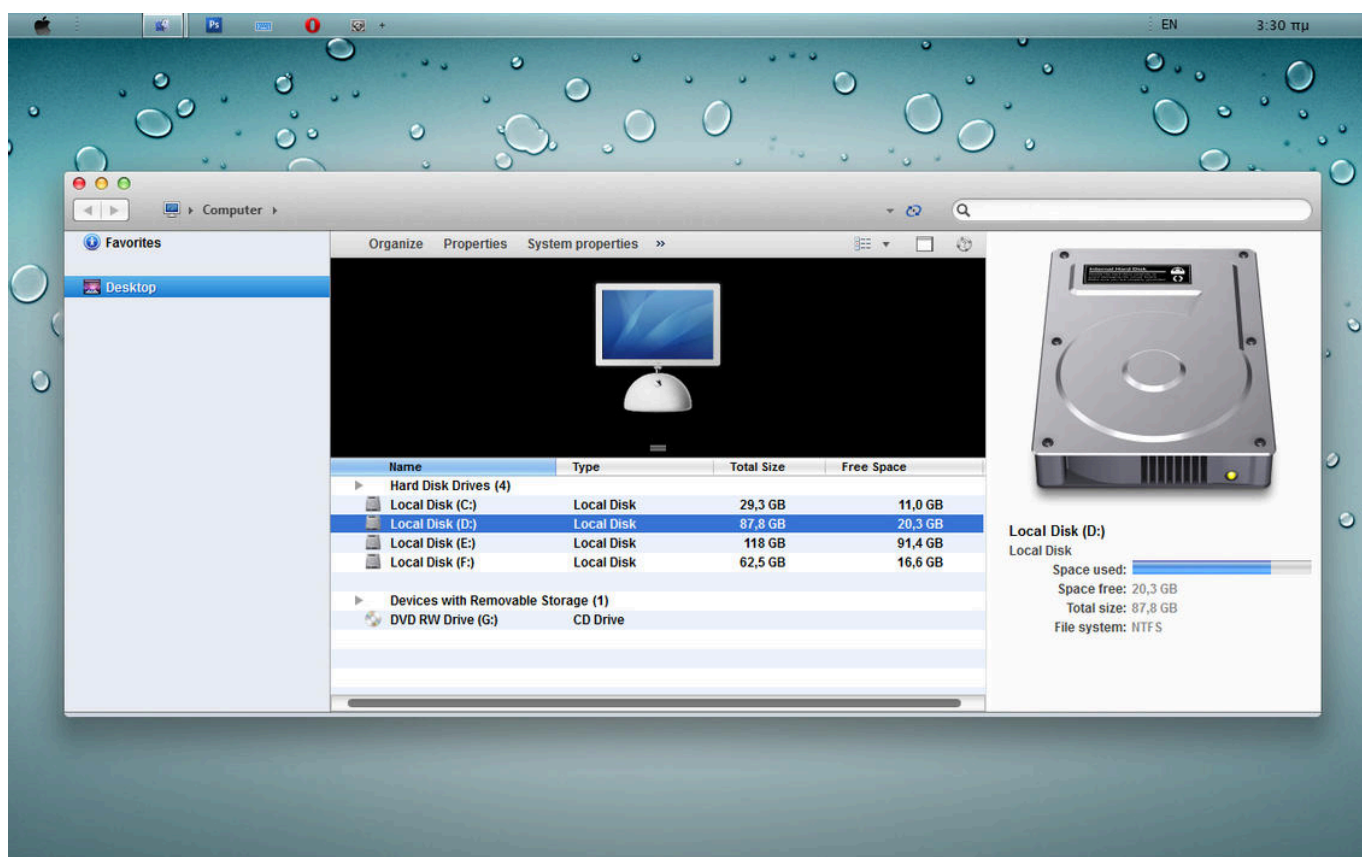 Ps
EN 3:30 πμ
Computer
Favorites
Organize Properties System properties »
Desktop
Internal Hard Disk
Name Type Total Size Free Space
Hard Disk Drives (4)
Local Disk (C:) Local Disk 29,3 GB 11,0 GB
Local Disk (D:) Local Disk 87,8 GB 20,3 GB
Local Disk (E:) Local Disk 118 GB 91,4 GB
Local Disk (F:) Local Disk 62,5 GB 16,6 GB
Devices with Removable Storage (1)
DVD RW Drive (G:) CD Drive
Local Disk (D:)
Local Disk
Space used:
Space free: 20,3 GB
Total size: 87,8 GB
File system: NTFS